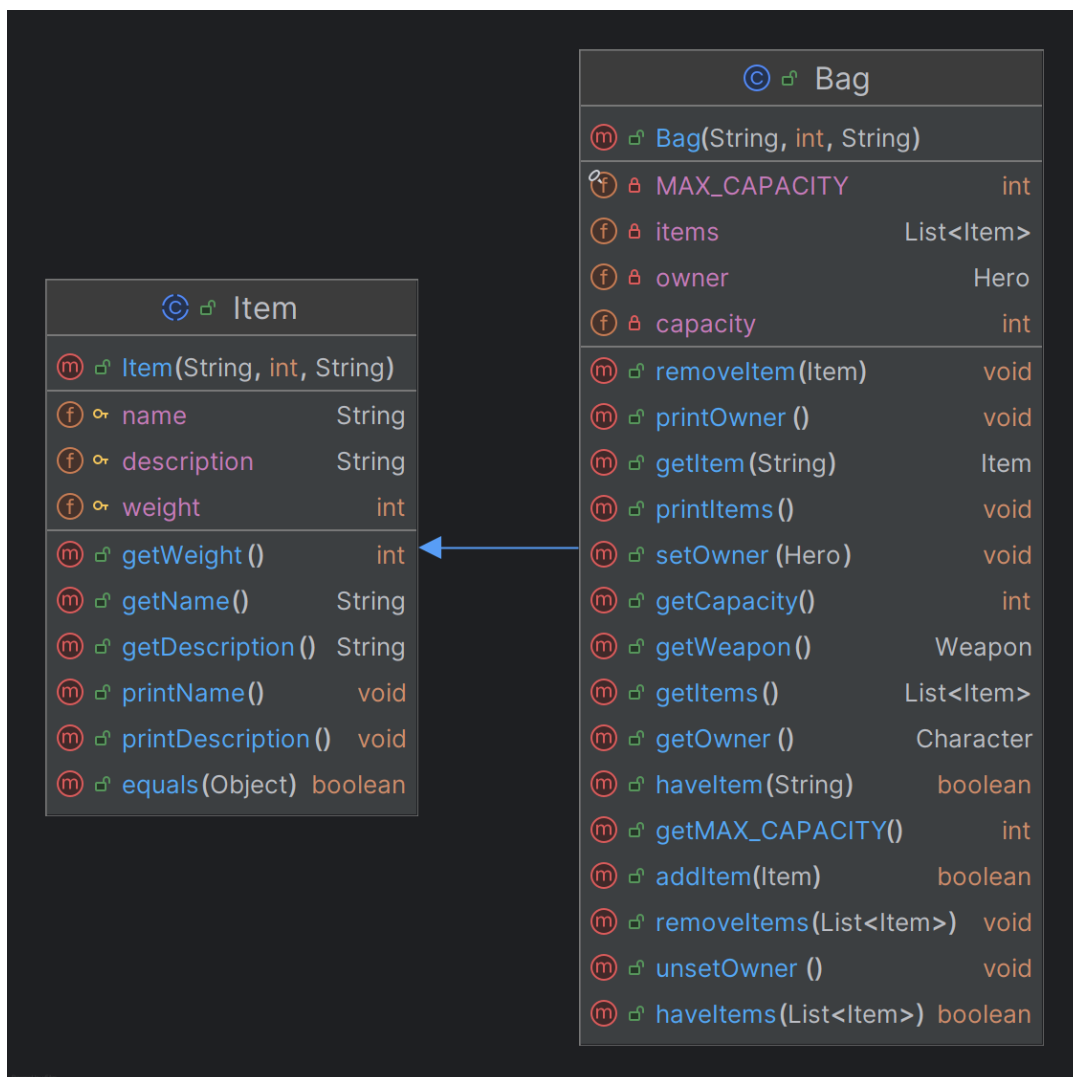 Item
Item(String, int, String)
name String
description String
weight int
getWeight() int
getName() String
getDescription() String
printName() void
printDescription() void
equals(Object) boolean
Bag
Bag(String, int, String)
MAX_CAPACITY int
items List<Item>
owner Hero
capacity int
removeItem(Item) void
printOwner() void
getItem(String) Item
printItems() void
setOwner(Hero) void
getCapacity() int
getWeapon() Weapon
getItems() List<Item>
getOwner() Character
haveItem(String) boolean
getMAX_CAPACITY() int
addItem(Item) boolean
removeItems(List<Item>) void
unsetOwner() void
haveItems(List<Item>) boolean